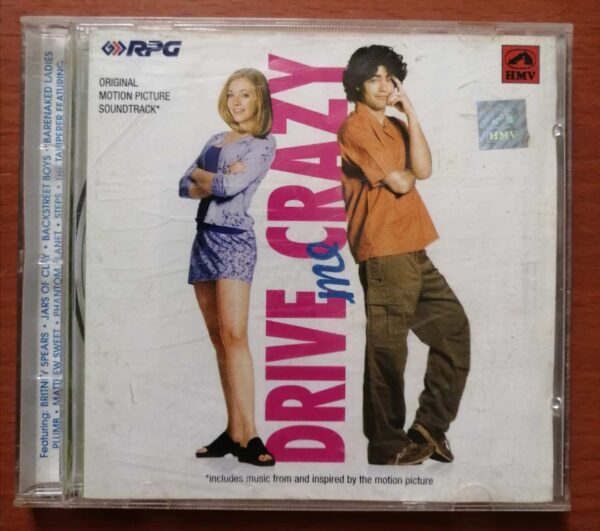 RPG
ORIGINAL
MOTION PICTURE
SOUNDTRACK*
HMV
HMV
DRIVE me CRAZY
*includes music from and inspired by the motion picture
Featuring: BRITNEY SPEARS • JARS OF CLAY • BACKSTREET BOYS • BARENAKED LADIES
PLUMB • MATTHEW SWEET • PHANTOM PLANET • STEPS • THE TAMPERER FEATURING